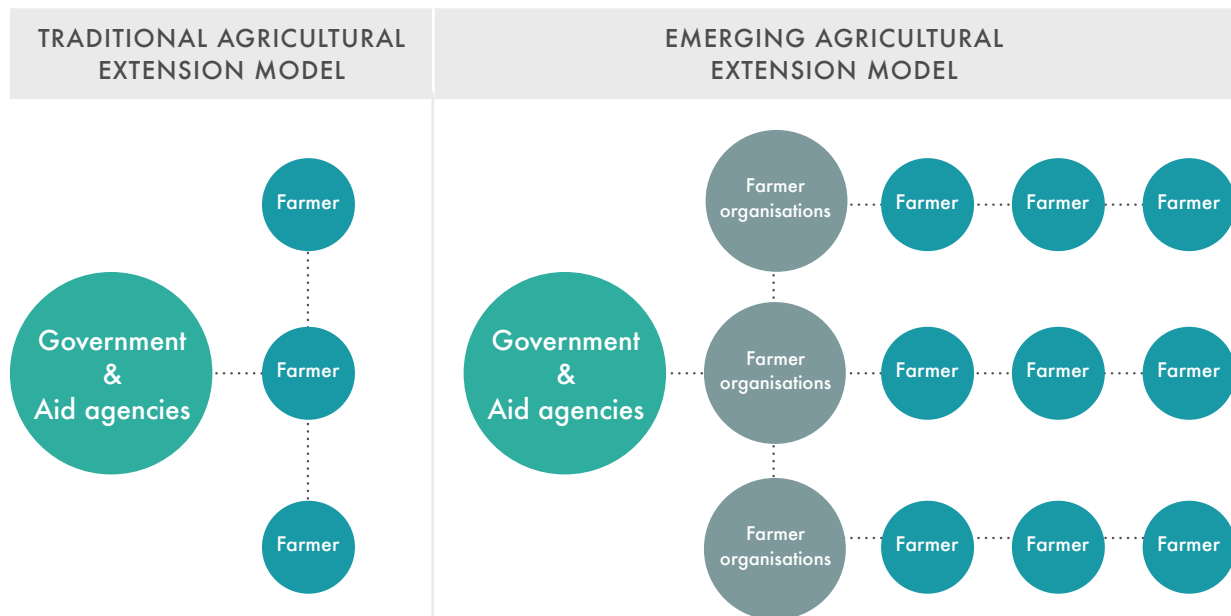 TRADITIONAL AGRICULTURAL
EXTENSION MODEL
EMERGING AGRICULTURAL
EXTENSION MODEL
Farmer
Government
&
Aid agencies
Farmer
Farmer
Government
&
Aid agencies
Farmer
organisations
Farmer
Farmer
Farmer
Farmer
organisations
Farmer
Farmer
Farmer
Farmer
organisations
Farmer
Farmer
Farmer